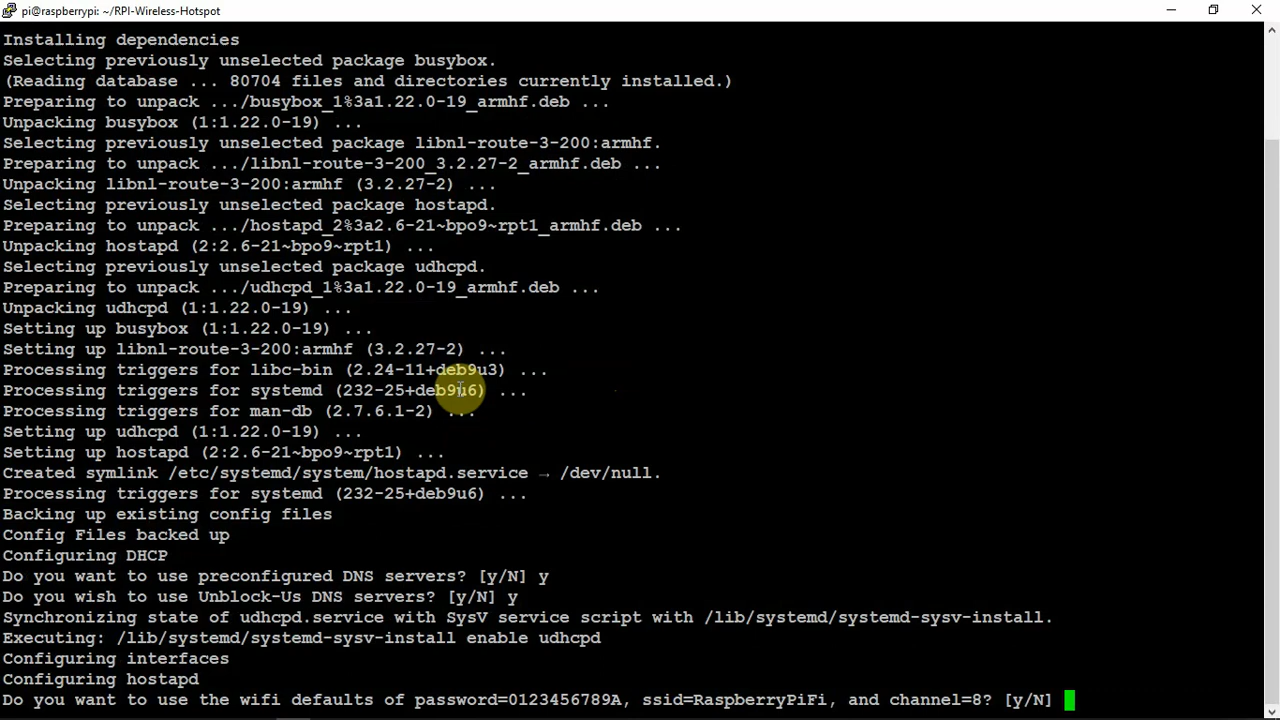 pi@raspberrypi: ~/RPI-Wireless-Hotspot
Installing dependencies
Selecting previously unselected package busybox.
(Reading database ... 80704 files and directories currently installed.)
Preparing to unpack .../busybox_1%3a1.22.0-19_armhf.deb ...
Unpacking busybox (1:1.22.0-19) ...
Selecting previously unselected package libnl-route-3-200:armhf.
Preparing to unpack .../libnl-route-3-200_3.2.27-2_armhf.deb ...
Unpacking libnl-route-3-200:armhf (3.2.27-2) ...
Selecting previously unselected package hostapd.
Preparing to unpack .../hostapd_2%3a2.6-21~bpo9~rpt1_armhf.deb ...
Unpacking hostapd (2:2.6-21~bpo9~rpt1) ...
Selecting previously unselected package udhcpd.
Preparing to unpack .../udhcpd_1%3a1.22.0-19_armhf.deb ...
Unpacking udhcpd (1:1.22.0-19) ...
Setting up busybox (1:1.22.0-19) ...
Setting up libnl-route-3-200:armhf (3.2.27-2) ...
Processing triggers for libc-bin (2.24-11+deb9u3) ...
Processing triggers for systemd (232-25+deb9u6) ...
Processing triggers for man-db (2.7.6.1-2) ...
Setting up udhcpd (1:1.22.0-19) ...
Setting up hostapd (2:2.6-21~bpo9~rpt1) ...
Created symlink /etc/systemd/system/hostapd.service → /dev/null.
Processing triggers for systemd (232-25+deb9u6) ...
Backing up existing config files
Config Files backed up
Configuring DHCP
Do you want to use preconfigured DNS servers? [y/N] y
Do you wish to use Unblock-Us DNS servers? [y/N] y
Synchronizing state of udhcpd.service with SysV service script with /lib/systemd/systemd-sysv-install.
Executing: /lib/systemd/systemd-sysv-install enable udhcpd
Configuring interfaces
Configuring hostapd
Do you want to use the wifi defaults of password=0123456789A, ssid=RaspberryPiFi, and channel=8? [y/N]